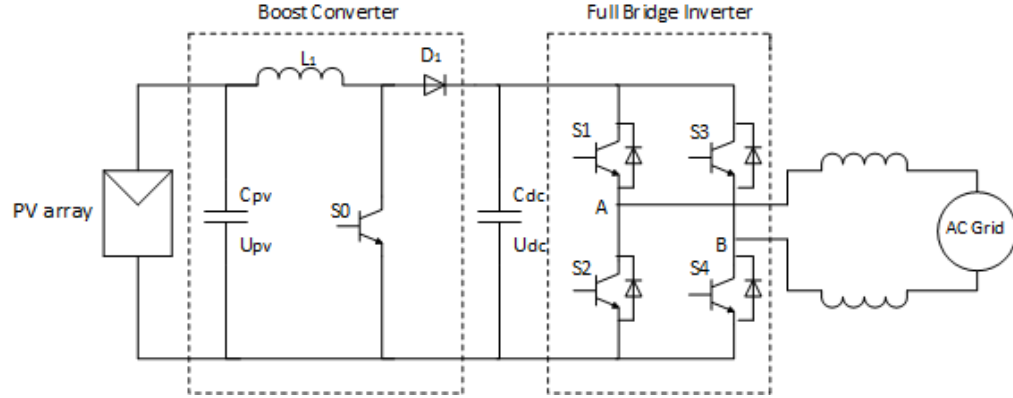 Boost Converter
Full Bridge Inverter
L1
D1
S1
S3
PV array
Cpv
Upv
S0
Cdc
Udc
A
B
S2
S4
AC Grid